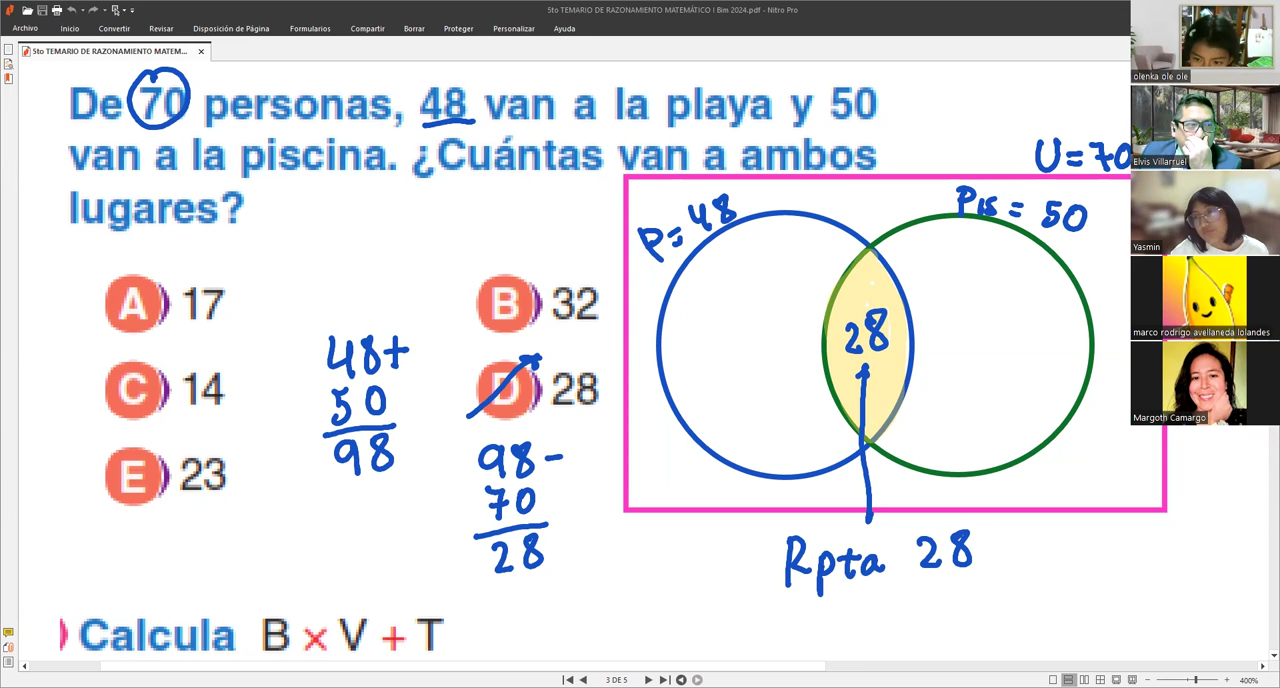 5to TEMARIO DE RAZONAMIENTO MATEMÁTICO I Bim 2024.pdf - Nitro Pro
Archivo Inicio Convertir Revisar Disposición de Página Formularios Compartir Borrar Proteger Personalizar Ayuda
5to TEMARIO DE RAZONAMIENTO MATEM...
De 70 personas, 48 van a la playa y 50
van a la piscina. ¿Cuántas van a ambos
lugares?
A) 17
B) 32
C) 14
D) 28
E) 23
48+
50
98
98-
70
28
U=70
P=48
Pis = 50
28
Rpta 28
) Calcula B x V + T
olenka ole ole
Elvis Villarruel
Yasmin
marco rodrigo avellaneda lolandes
Margoth Camargo
3 DE 5
400%